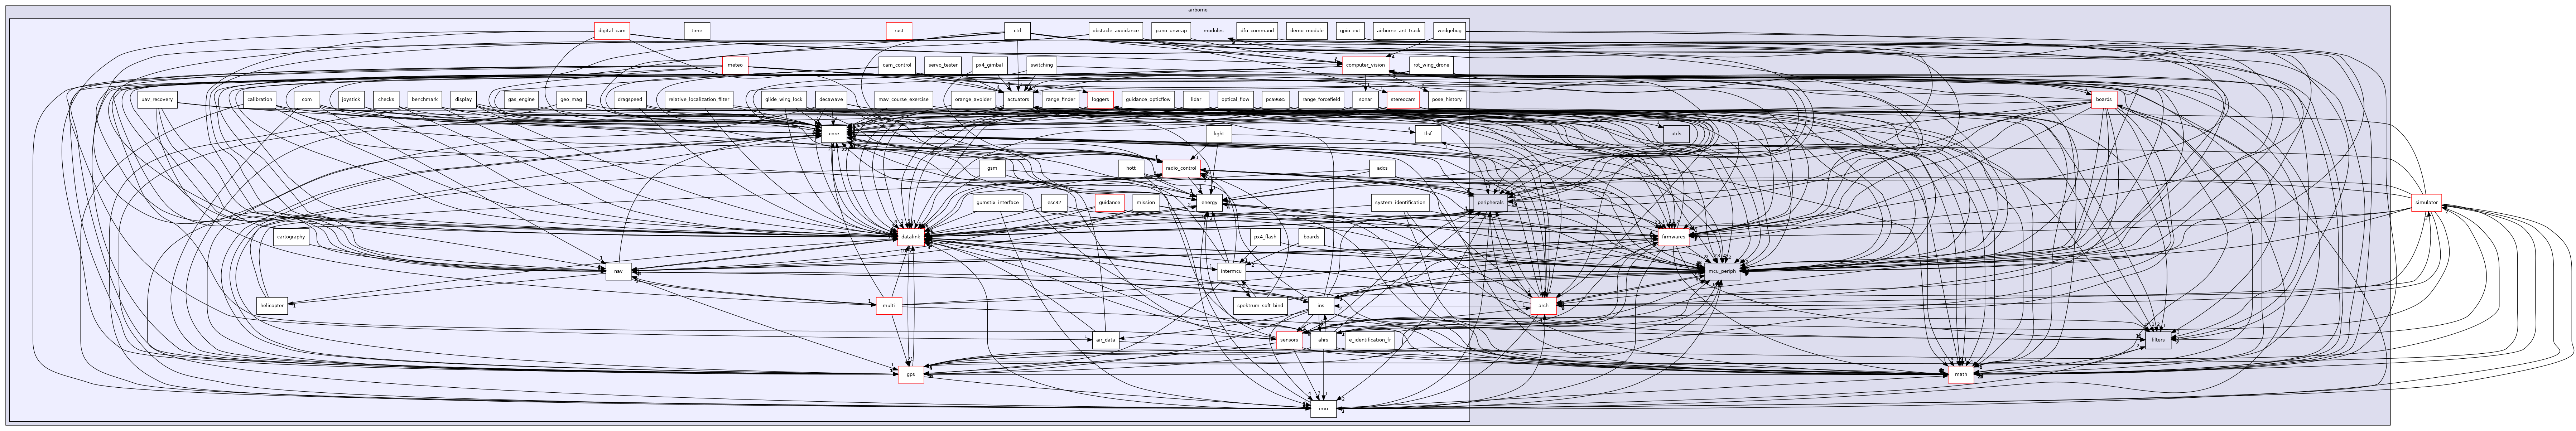 airborne
digital_cam
time
rust
ctrl
obstacle_avoidance
pano_unwrap
modules
dfu_command
demo_module
gpio_ext
airborne_ant_track
wedgebug
meteo
cam_control
servo_tester
px4_gimbal
switching
computer_vision
rot_wing_drone
uav_recovery
calibration
com
joystick
checks
benchmark
display
gas_engine
geo_mag
dragspeed
relative_localization_filter
glide_wing_lock
decawave
mav_course_exercise
orange_avoider
actuators
range_finder
loggers
guidance_opticflow
lidar
optical_flow
pca9685
range_forcefield
sonar
stereocam
pose_history
boards
core
light
tlsf
utils
gsm
radio_control
hott
adcs
gumstix_interface
esc32
guidance
mission
energy
system_identification
peripherals
simulator
cartography
datalink
px4_flash
boards
firmwares
nav
intermcu
mcu_periph
helicopter
multi
spektrum_soft_bind
ins
arch
air_data
sensors
ahrs
e_identification_fr
filters
gps
math
imu